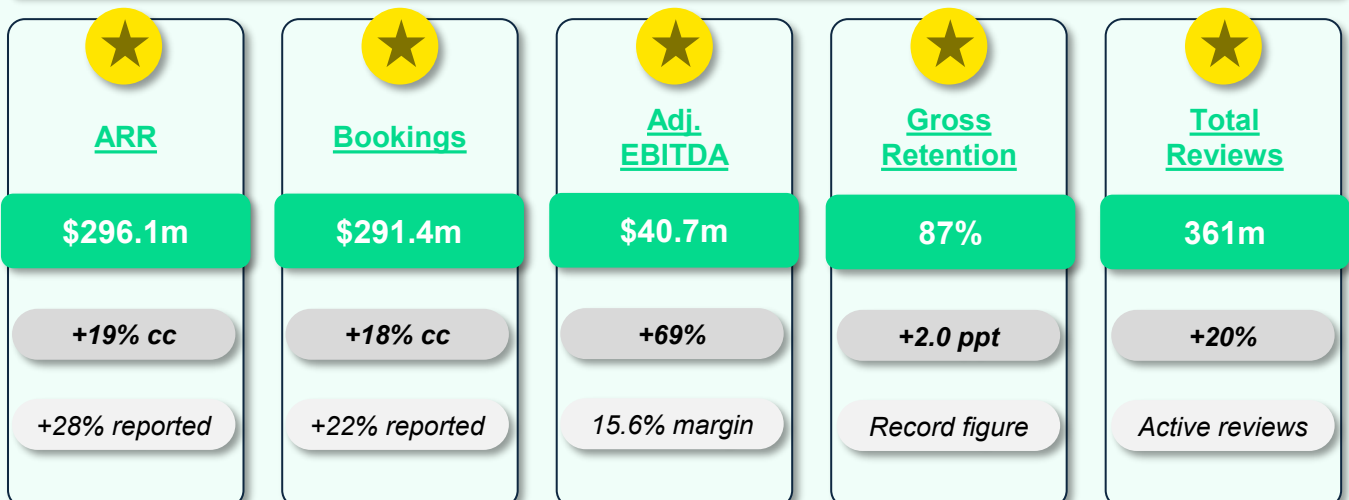 ARR
$296.1m
+19% cc
+28% reported
Bookings
$291.4m
+18% cc
+22% reported
Adj.
EBITDA
$40.7m
+69%
15.6% margin
Gross
Retention
87%
+2.0 ppt
Record figure
Total
Reviews
361m
+20%
Active reviews